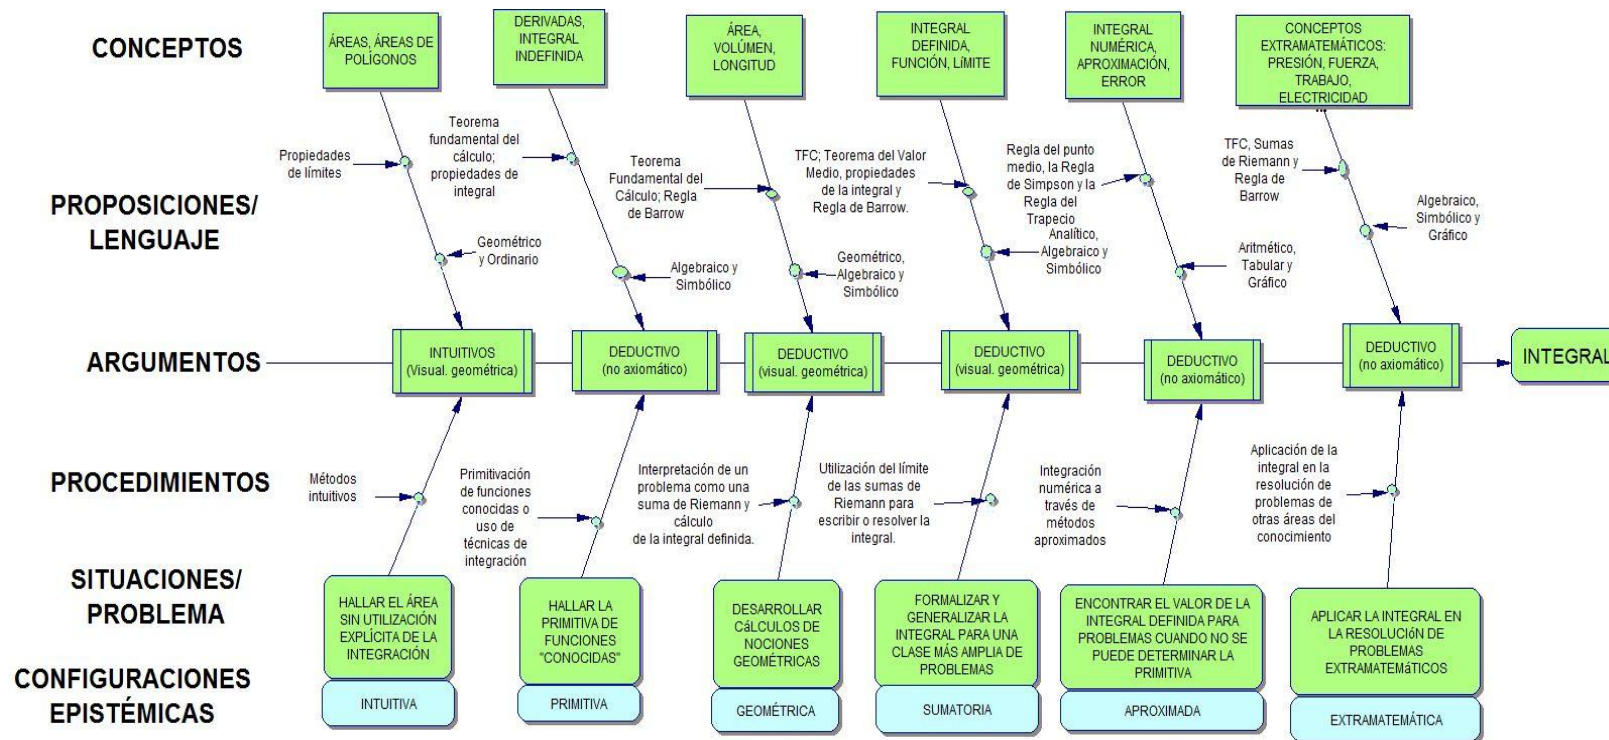 CONCEPTOS
ÁREAS, ÁREAS DE
POLÍGONOS
DERIVADAS,
INTEGRAL
INDEFINIDA
ÁREA,
VOLÚMEN,
LONGITUD
INTEGRAL
DEFINIDA,
FUNCIÓN, LíMITE
INTEGRAL
NUMÉRICA,
APROXIMACIÓN,
ERROR
CONCEPTOS
EXTRAMATEMÁTICOS:
PRESIÓN, FUERZA,
TRABAJO,
ELECTRICIDAD
...
PROPOSICIONES/
LENGUAJE
Propiedades
de límites
Geométrico
y Ordinario
Teorema
fundamental del
cálculo;
propiedades de
integral
Algebraico y
Simbólico
Teorema
Fundamental del
Cálculo; Regla
de Barrow
Geométrico,
Algebraico y
Simbólico
TFC; Teorema del Valor
Medio, propiedades
de la integral y
Regla de Barrow.
Analítico,
Algebraico y
Simbólico
Regla del punto
medio, la Regla
de Simpson y la
Regla del
Trapecio
Aritmético,
Tabular y
Gráfico
TFC, Sumas
de Riemann y
Regla de
Barrow
Algebraico,
Simbólico y
Gráfico
ARGUMENTOS
INTUITIVOS
(Visual. geométrica)
DEDUCTIVO
(no axiomático)
DEDUCTIVO
(visual. geométrica)
DEDUCTIVO
(visual. geométrica)
DEDUCTIVO
(no axiomático)
DEDUCTIVO
(no axiomático)
INTEGRAL
PROCEDIMIENTOS
Métodos
intuitivos
Primitivación
de funciones
conocidas o
uso de
técnicas de
integración
Interpretación de un
problema como una
suma de Riemann y
cálculo
de la integral definida.
Utilización del límite
de las sumas de
Riemann para
escribir o resolver la
integral.
Integración
numérica a
través de
métodos
aproximados
Aplicación de la
integral en la
resolución de
problemas de
otras áreas del
conocimiento
SITUACIONES/
PROBLEMA
HALLAR EL ÁREA
SIN UTILIZACIÓN
EXPLÍCITA DE LA
INTEGRACIÓN
HALLAR LA
PRIMITIVA DE
FUNCIONES
"CONOCIDAS"
DESARROLLAR
CáLCULOS DE
NOCIONES
GEOMÉTRICAS
FORMALIZAR Y
GENERALIZAR LA
INTEGRAL PARA UNA
CLASE MÁS AMPLIA DE
PROBLEMAS
ENCONTRAR EL VALOR DE LA
INTEGRAL DEFINIDA PARA
PROBLEMAS CUANDO NO SE
PUEDE DETERMINAR LA
PRIMITIVA
APLICAR LA INTEGRAL EN
LA RESOLUCIóN DE
PROBLEMAS
EXTRAMATEMáTICOS
CONFIGURACIONES
EPISTÉMICAS
INTUITIVA
PRIMITIVA
GEOMÉTRICA
SUMATORIA
APROXIMADA
EXTRAMATEMÁTICA